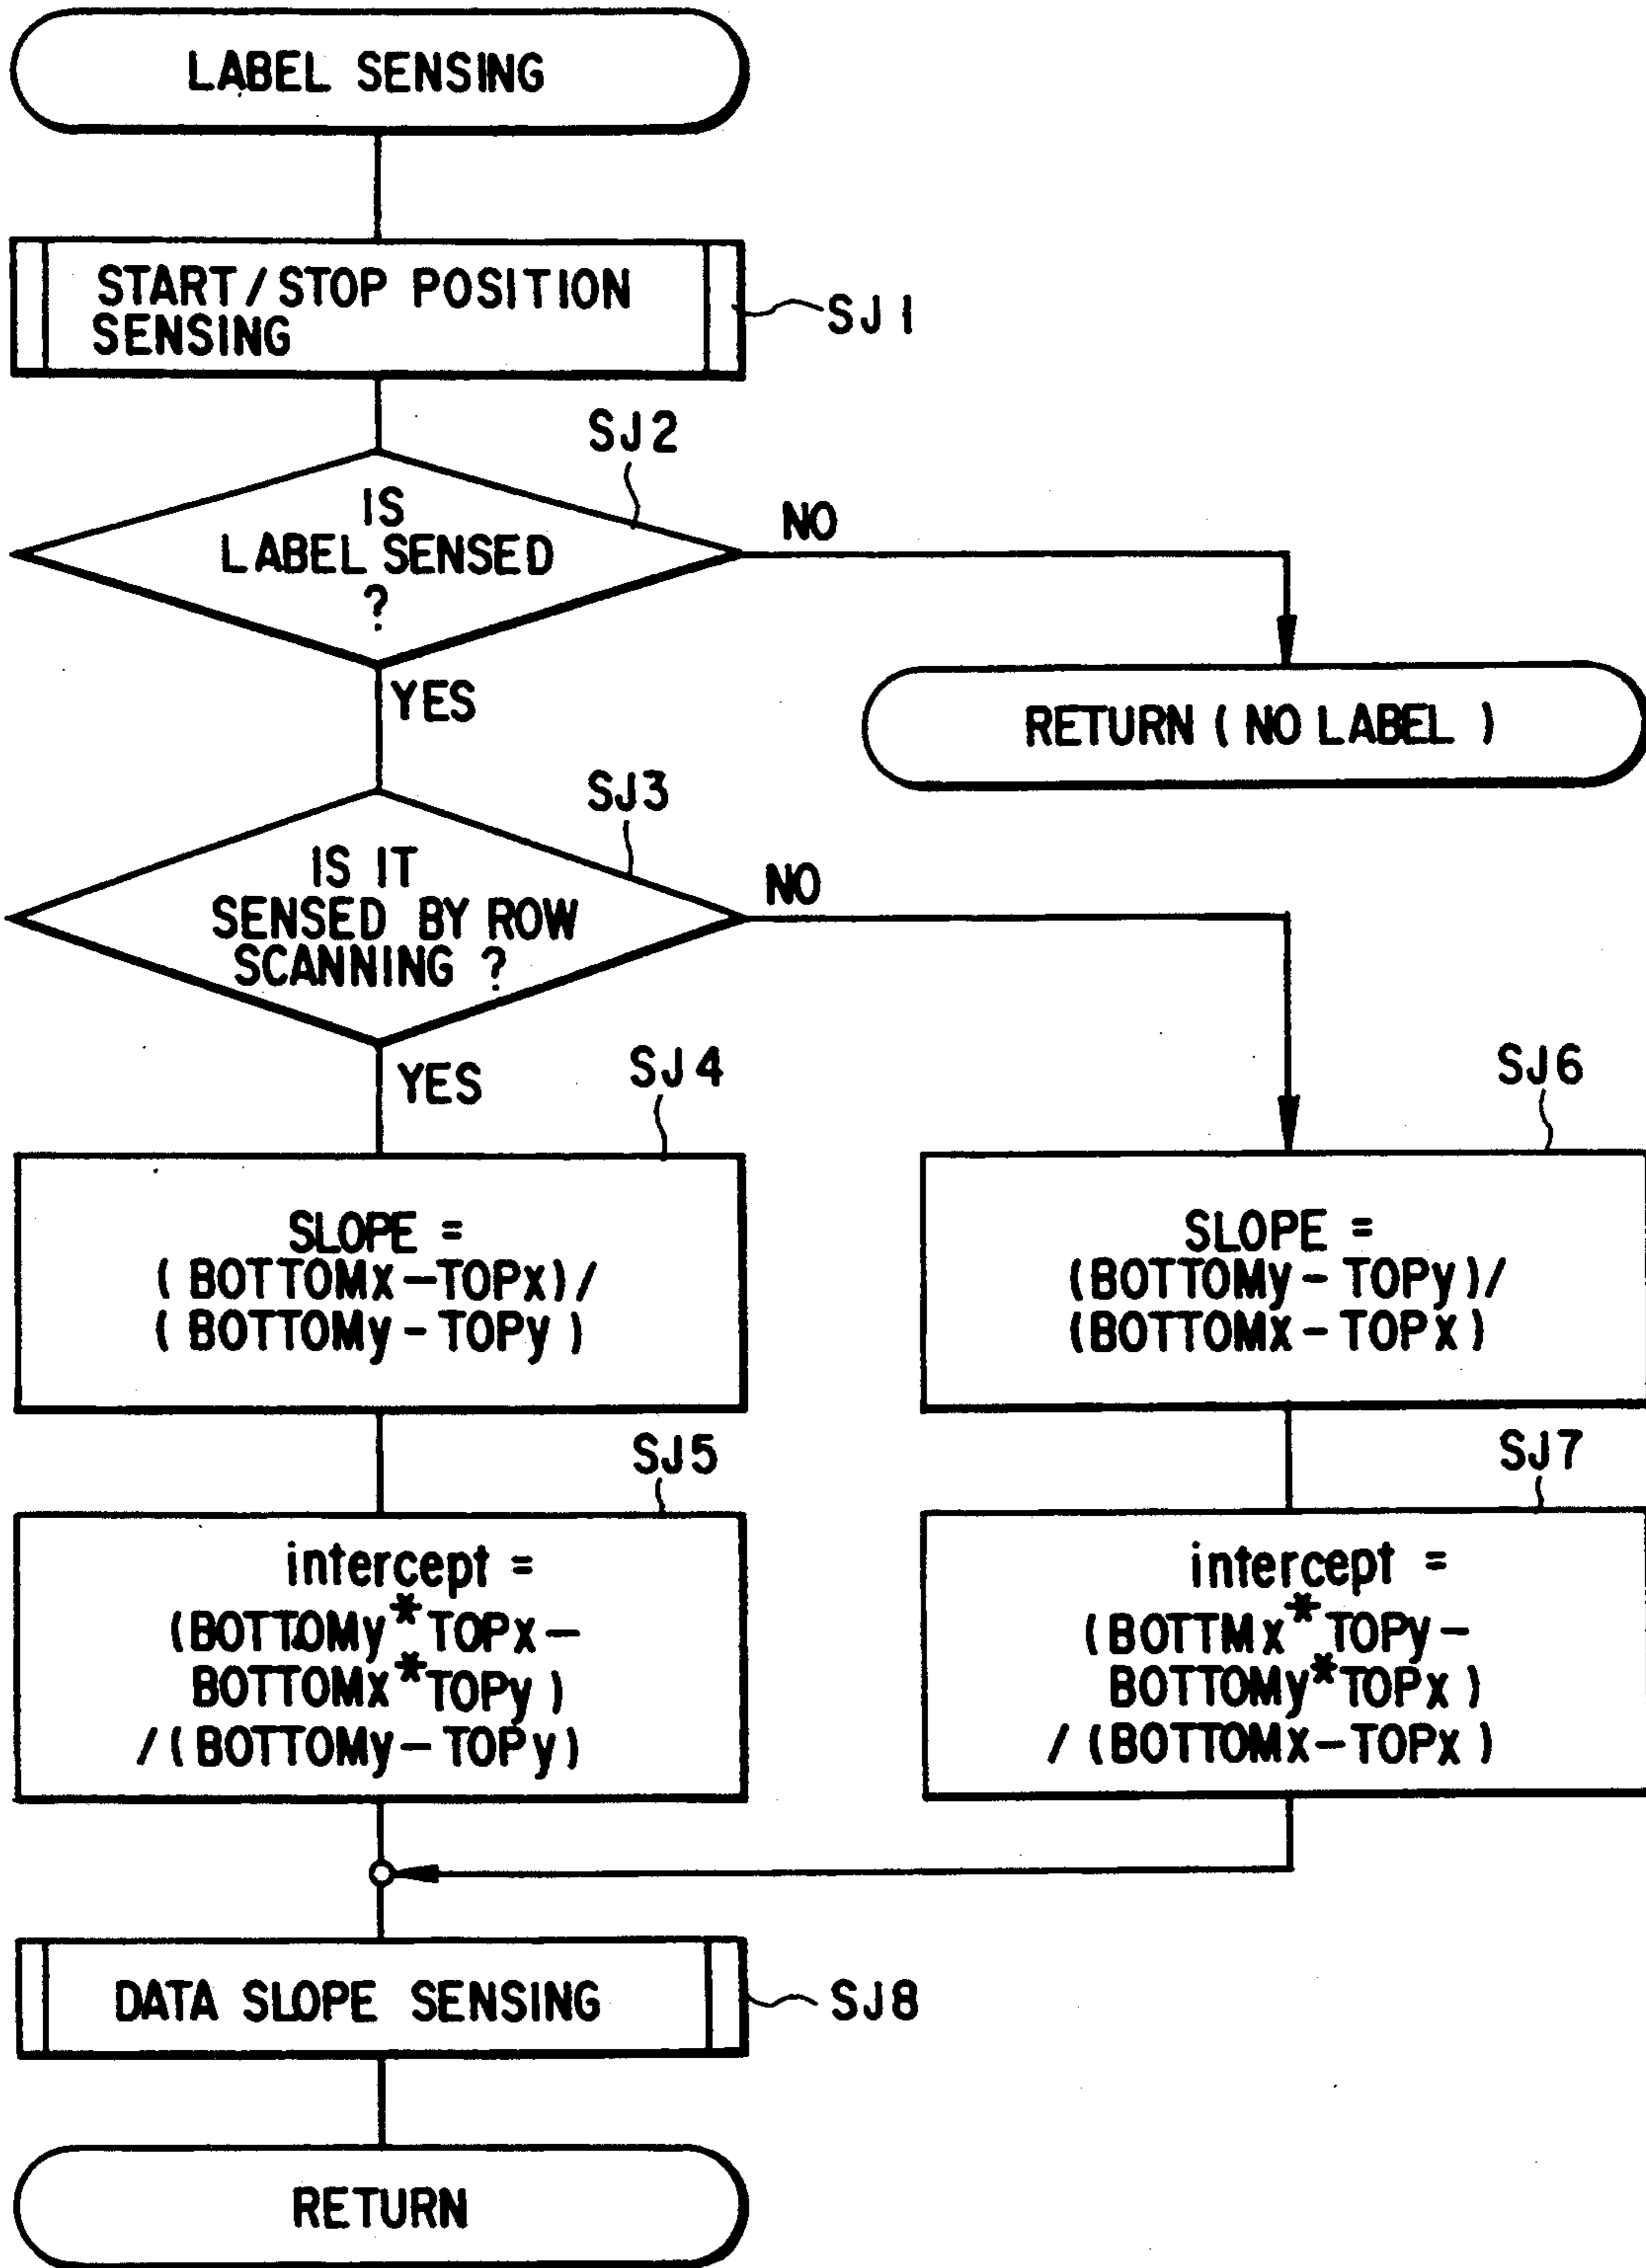 LABEL SENSING
START/STOP POSITION
SENSING
SJ1
SJ2
IS
LABEL SENSED
?
NO
YES
RETURN ( NO LABEL )
SJ3
IS IT
SENSED BY ROW
SCANNING ?
NO
YES
SJ4
SLOPE =
( BOTTOMx - TOPx ) /
( BOTTOMy - TOPy )
SJ6
SLOPE =
(BOTTOMy - TOPy) /
(BOTTOMx - TOPx )
SJ5
intercept =
(BOTTOMy * TOPx -
BOTTOMx * TOPy )
/ ( BOTTOMy - TOPy)
SJ7
intercept =
(BOTTMx * TOPy -
BOTTOMy * TOPx )
/ (BOTTOMx - TOPx )
DATA SLOPE SENSING
SJ8
RETURN